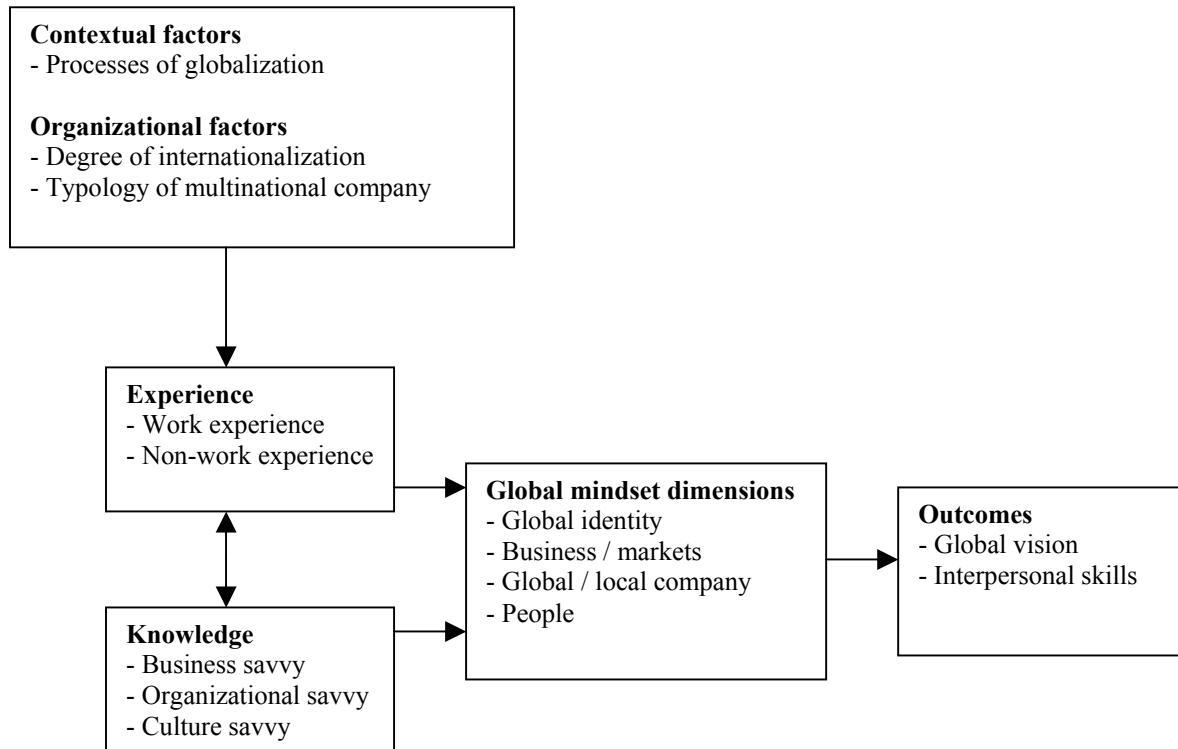 Contextual factors
- Processes of globalization
Organizational factors
- Degree of internationalization
- Typology of multinational company
Experience
- Work experience
- Non-work experience
Knowledge
- Business savvy
- Organizational savvy
- Culture savvy
Global mindset dimensions
- Global identity
- Business / markets
- Global / local company
- People
Outcomes
- Global vision
- Interpersonal skills